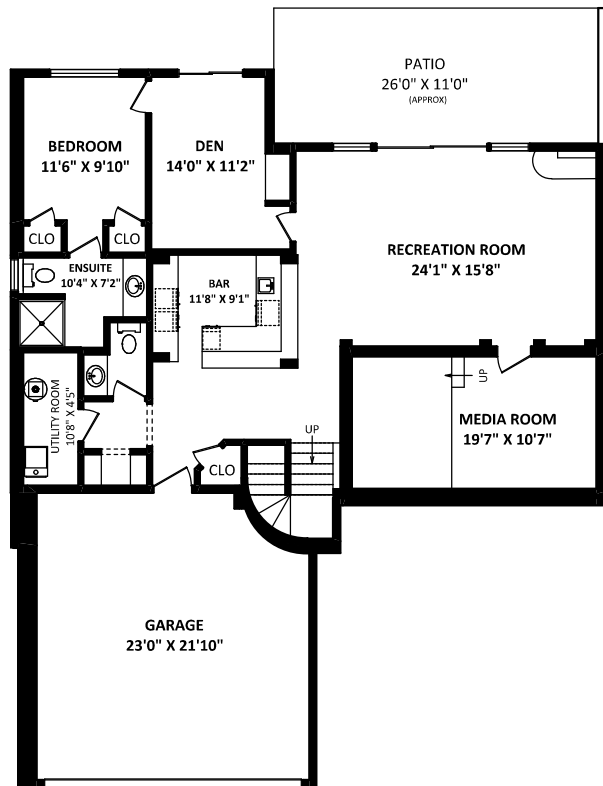 PATIO
26'0" X 11'0"
(APPROX)
BEDROOM
11'6" X 9'10"
DEN
14'0" X 11'2"
CLO
CLO
RECREATION ROOM
24'1" X 15'8"
ENSUITE
10'4" X 7'2"
BAR
11'8" X 9'1"
UP
MEDIA ROOM
19'7" X 10'7"
UTILITY ROOM
10'8" X 4'5"
UP
CLO
GARAGE
23'0" X 21'10"